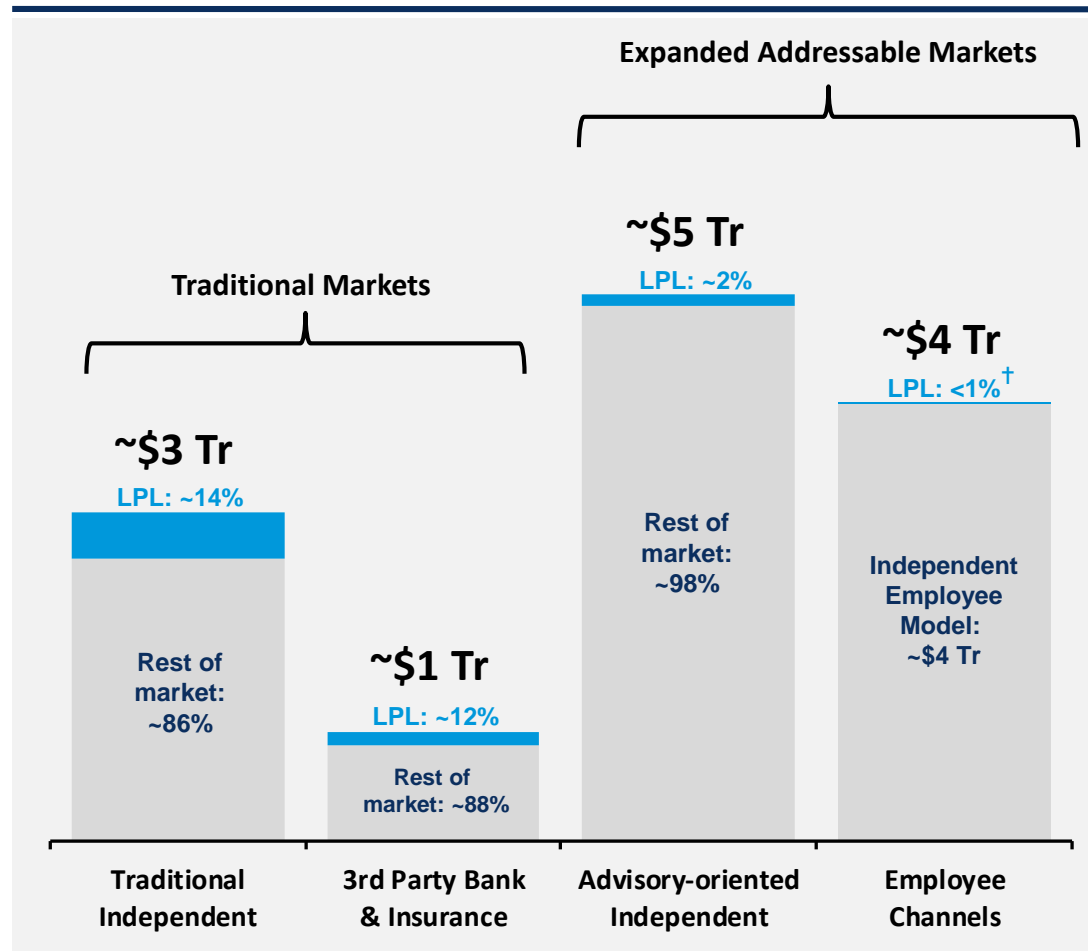 Expanded Addressable Markets
Traditional Markets
~$3 Tr
LPL: ~14%
Rest of
market:
~86%
~$1 Tr
LPL: ~12%
Rest of
market: ~88%
~$5 Tr
LPL: ~2%
Rest of
market:
~98%
~$4 Tr
LPL: <1%†
Independent
Employee
Model:
~$4 Tr
Traditional
Independent
3rd Party Bank
& Insurance
Advisory-oriented
Independent
Employee
Channels